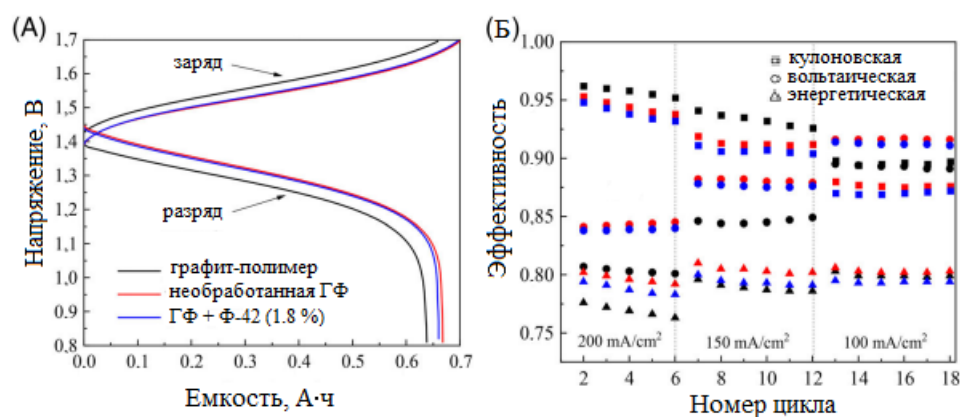 (А)
Напряжение, В
1.7
1.6
1.5
1.4
1.3
1.2
1.1
1.0
0.9
0.8
заряд
разряд
графит-полимер
необработанная ГФ
ГФ + Ф-42 (1.8 %)
0.0 0.1 0.2 0.3 0.4 0.5 0.6 0.7
Емкость, А·ч
(Б)
Эффективность
1.00
0.95
0.90
0.85
0.80
0.75
кулоновская
вольтаическая
энергетическая
200 mA/cm² 150 mA/cm² 100 mA/cm²
2 4 6 8 10 12 14 16 18
Номер цикла